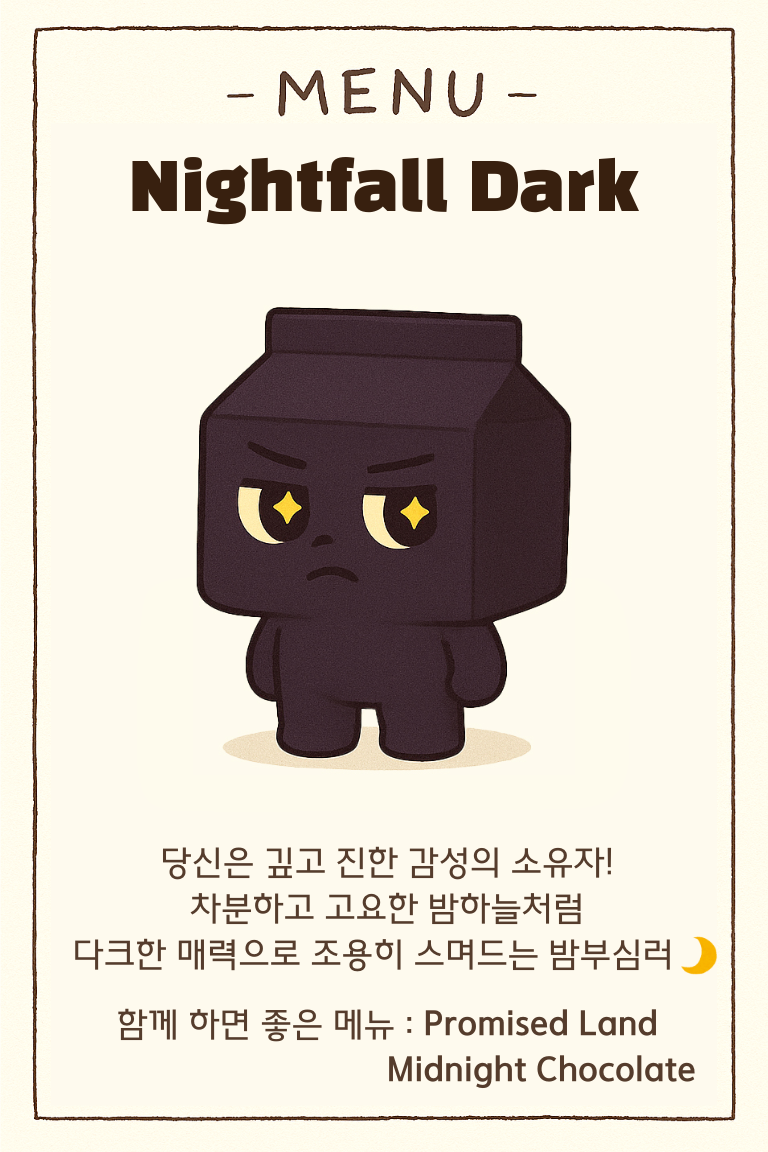 - MENU -
Nightfall Dark
당신은 깊고 진한 감성의 소유자!
차분하고 고요한 밤하늘처럼
다크한 매력으로 조용히 스며드는 밤부심러 🌙
함께 하면 좋은 메뉴 : Promised Land
Midnight Chocolate